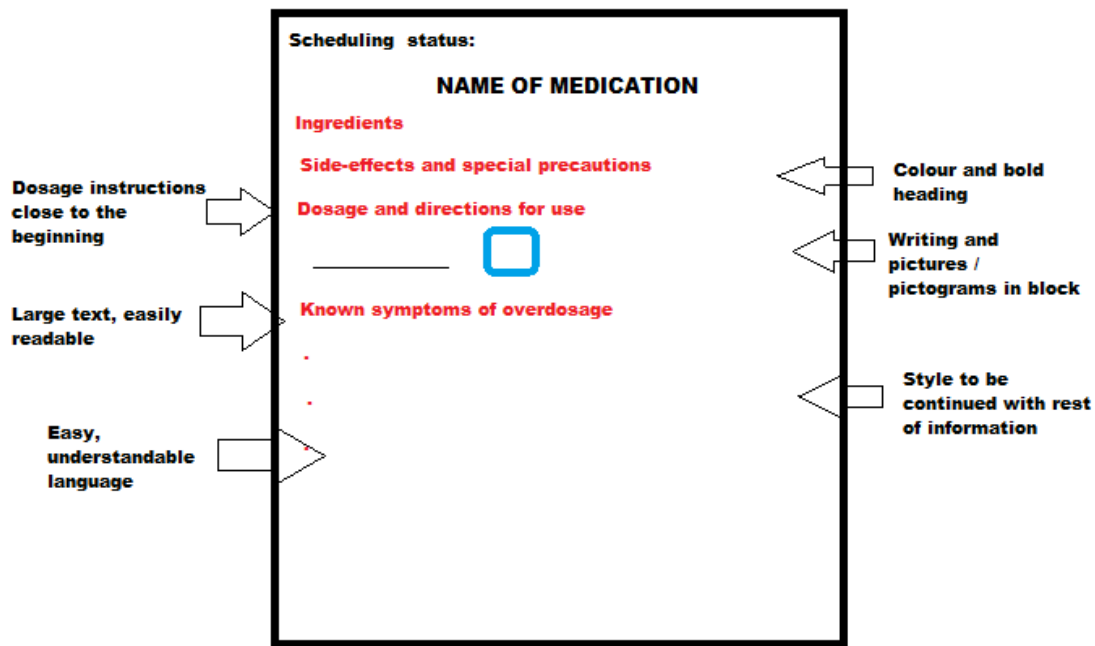 Scheduling status:
NAME OF MEDICATION
Ingredients
Side-effects and special precautions
Dosage and directions for use
Known symptoms of overdosage
Dosage instructions
close to the
beginning
Large text, easily
readable
Easy,
understandable
language
Colour and bold
heading
Writing and
pictures /
pictograms in block
Style to be
continued with rest
of information